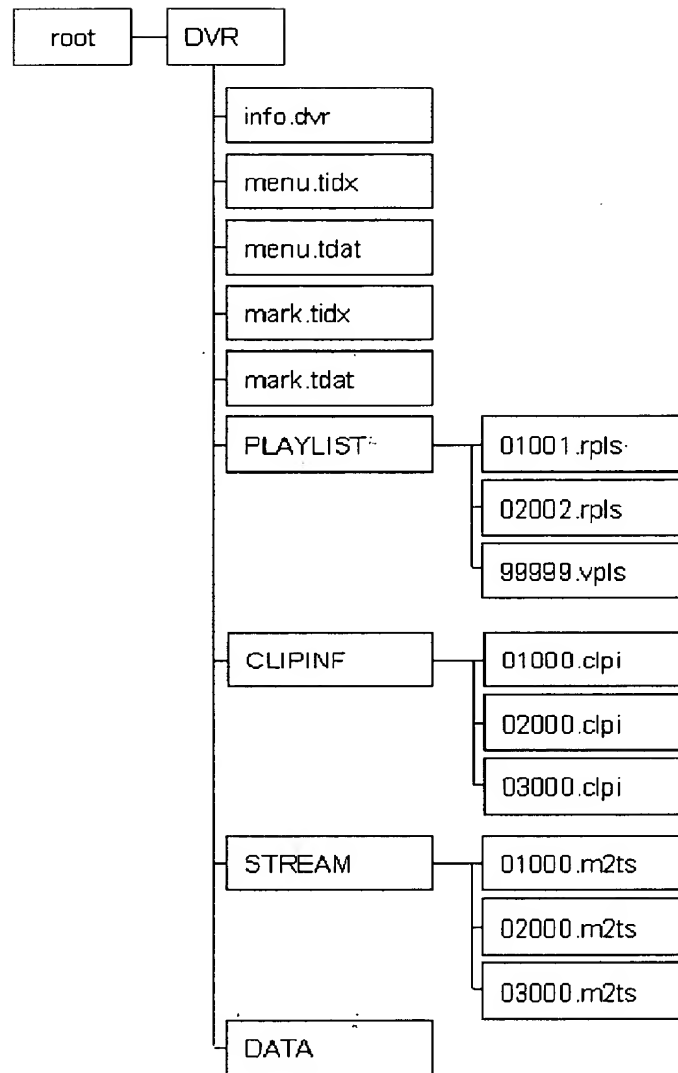 root DVR
info.dvr
menu.tidx
menu.tdat
mark.tidx
mark.tdat
PLAYLIST 01001.rpls
02002.rpls
99999.vpls
CLIPINF 01000.clpi
02000.clpi
03000.clpi
STREAM 01000.m2ts
02000.m2ts
03000.m2ts
DATA